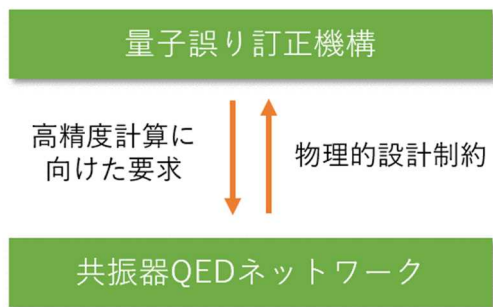 量子誤り訂正機構
高精度計算に
向けた要求
物理的設計制約
共振器QEDネットワーク